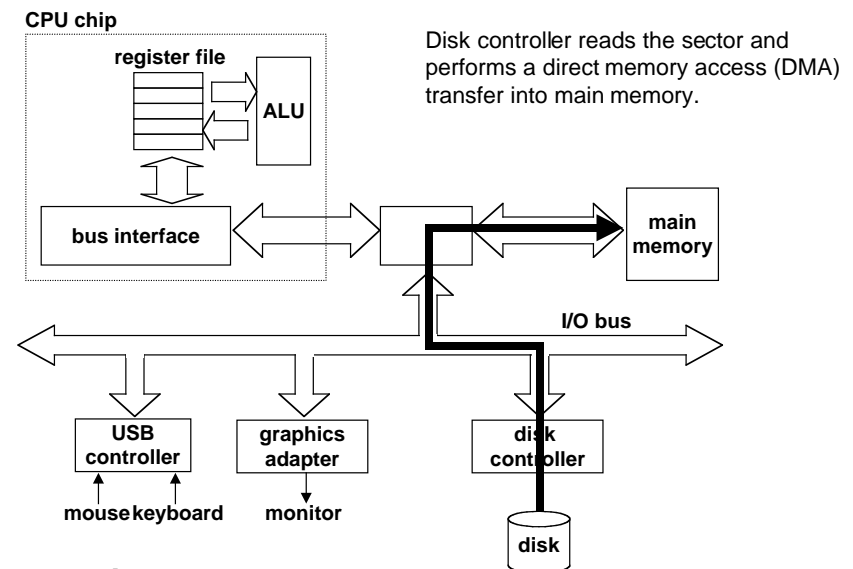 CPU chip
register file
ALU
Disk controller reads the sector and
performs a direct memory access (DMA)
transfer into main memory.
bus interface
main
memory
I/O bus
USB
controller
graphics
adapter
disk
controller
mouse keyboard
monitor
disk